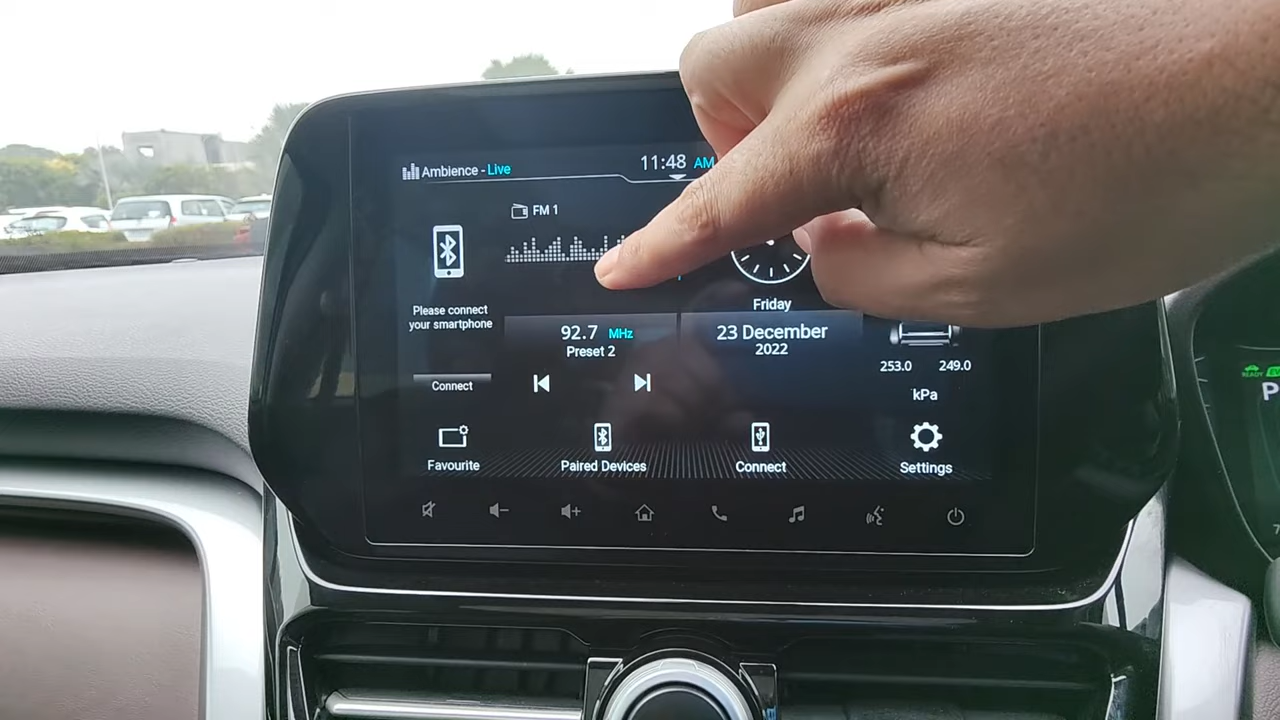 Ambience - Live
11:48 AM
FM 1
Please connect
your smartphone
Connect
92.7 MHz
Preset 2
Friday
23 December
2022
253.0 249.0
kPa
Favourite
Paired Devices
Connect
Settings
READY
P